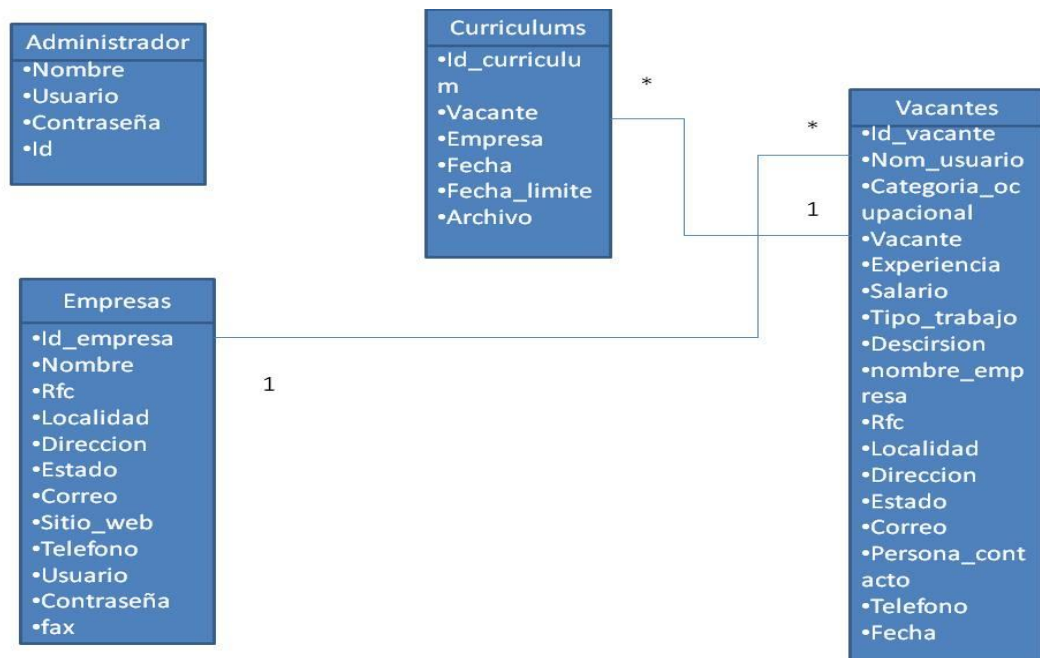 Administrador
•Nombre
•Usuario
•Contraseña
•Id
Curriculums
•Id_curriculu
m
•Vacante
•Empresa
•Fecha
•Fecha_limite
•Archivo
*
*
1
Vacantes
•Id_vacante
•Nom_usuario
•Categoria_oc
upacional
•Vacante
•Experiencia
•Salario
•Tipo_trabajo
•Descirsion
•nombre_emp
resa
•Rfc
•Localidad
•Direccion
•Estado
•Correo
•Persona_cont
acto
•Telefono
•Fecha
Empresas
•Id_empresa
•Nombre
•Rfc
•Localidad
•Direccion
•Estado
•Correo
•Sitio_web
•Telefono
•Usuario
•Contraseña
•fax
1